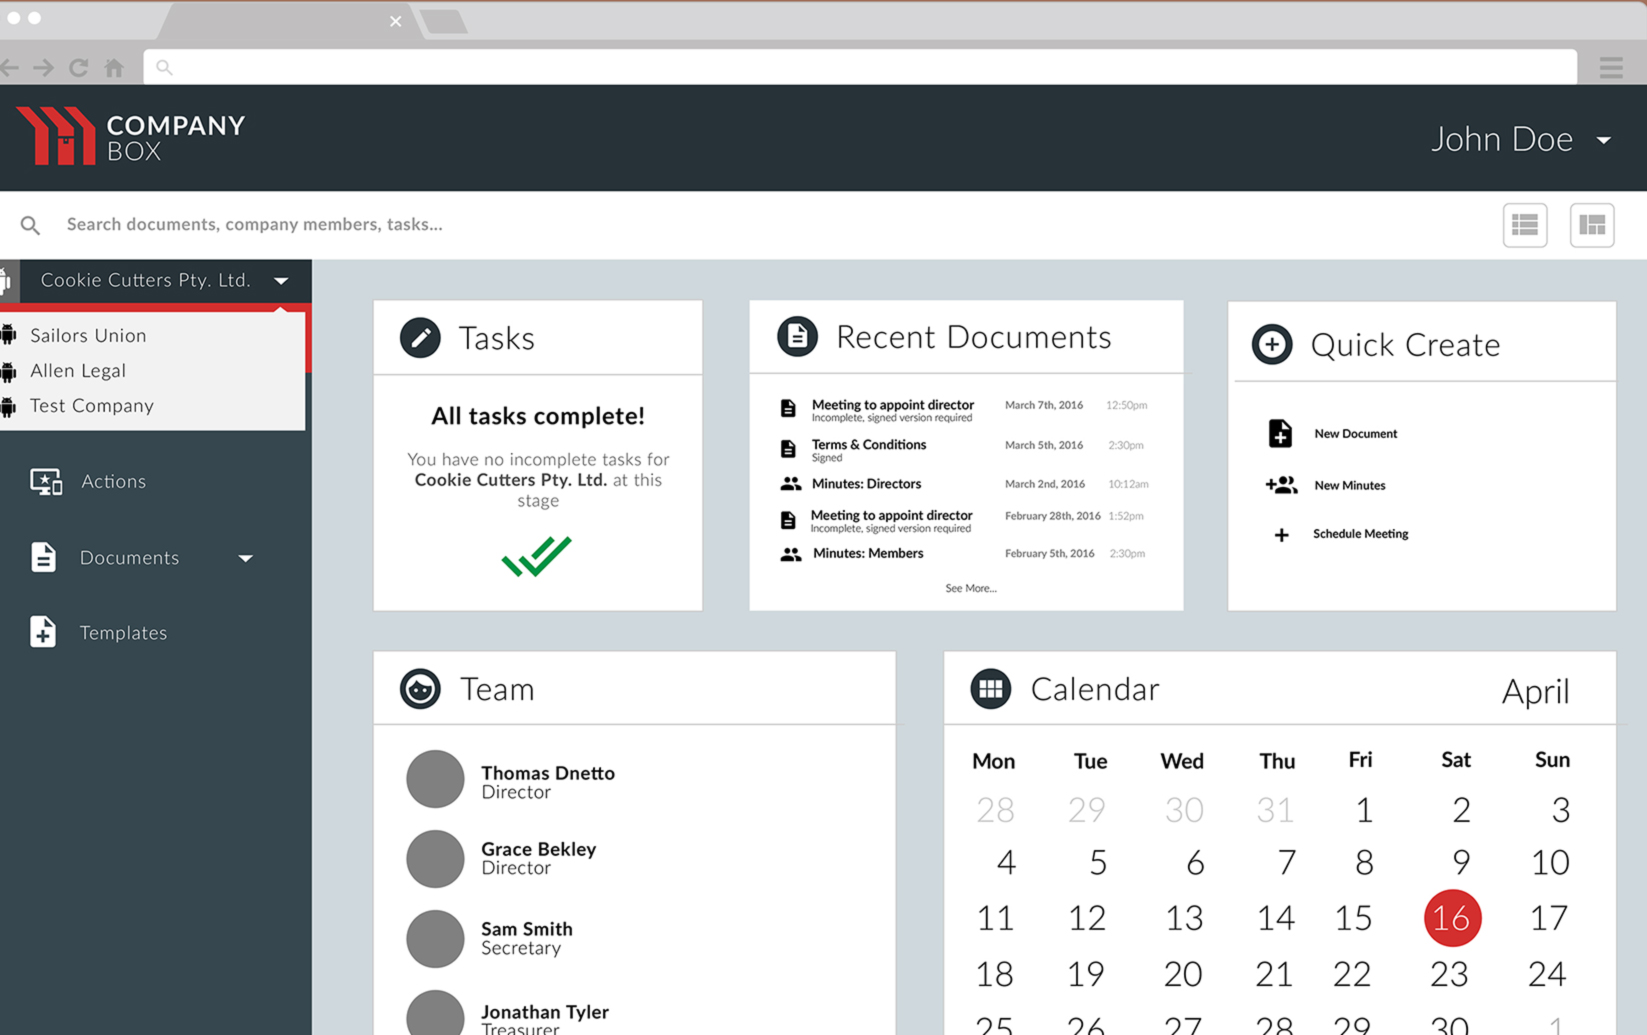 COMPANY
BOX
John Doe
Search documents, company members, tasks...
Cookie Cutters Pty. Ltd.
Sailors Union
Allen Legal
Test Company
Actions
Documents
Templates
Tasks
All tasks complete!
You have no incomplete tasks for
Cookie Cutters Pty. Ltd. at this
stage
Recent Documents
Meeting to appoint director March 7th, 2016 12:50pm
Incomplete, signed version required
Terms & Conditions March 5th, 2016 2:30pm
Signed
Minutes: Directors March 2nd, 2016 10:12am
Meeting to appoint director February 28th, 2016 1:52pm
Incomplete, signed version required
Minutes: Members February 5th, 2016 2:30pm
See More...
Quick Create
New Document
New Minutes
Schedule Meeting
Team
Thomas Dnetto
Director
Grace Bekley
Director
Sam Smith
Secretary
Jonathan Tyler
Treasurer
Calendar April
Mon Tue Wed Thu Fri Sat Sun
28 29 30 31 1 2 3
4 5 6 7 8 9 10
11 12 13 14 15 16 17
18 19 20 21 22 23 24
25 26 27 28 29 30 1